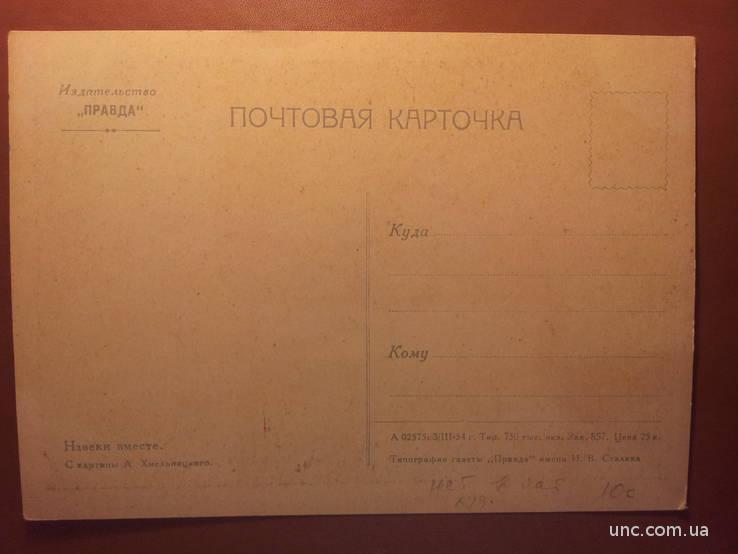 Издательство
„ПРАВДА“
ПОЧТОВАЯ КАРТОЧКА
Куда
Кому
Навеки вместе.
С картины А. Хмельницкого.
А 02575. 3/III-54 г. Тир. 750 тыс. экз. Зак. 857. Цена 25 к.
Типография газеты „Правда“ имени И. В. Сталина
10с
unc.com.ua